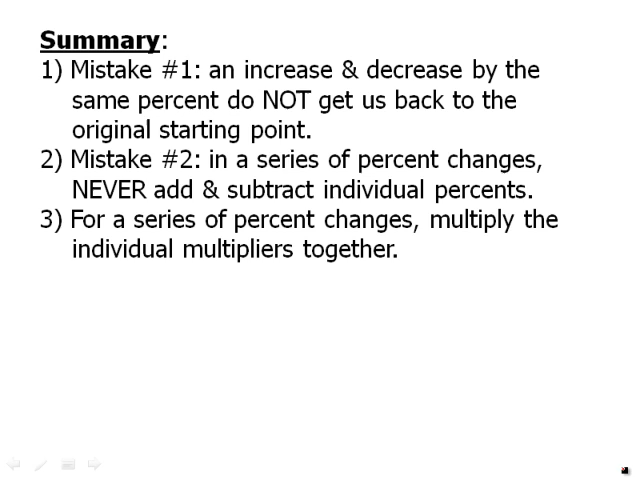 Summary:
1) Mistake #1: an increase & decrease by the
same percent do NOT get us back to the
original starting point.
2) Mistake #2: in a series of percent changes,
NEVER add & subtract individual percents.
3) For a series of percent changes, multiply the
individual multipliers together.